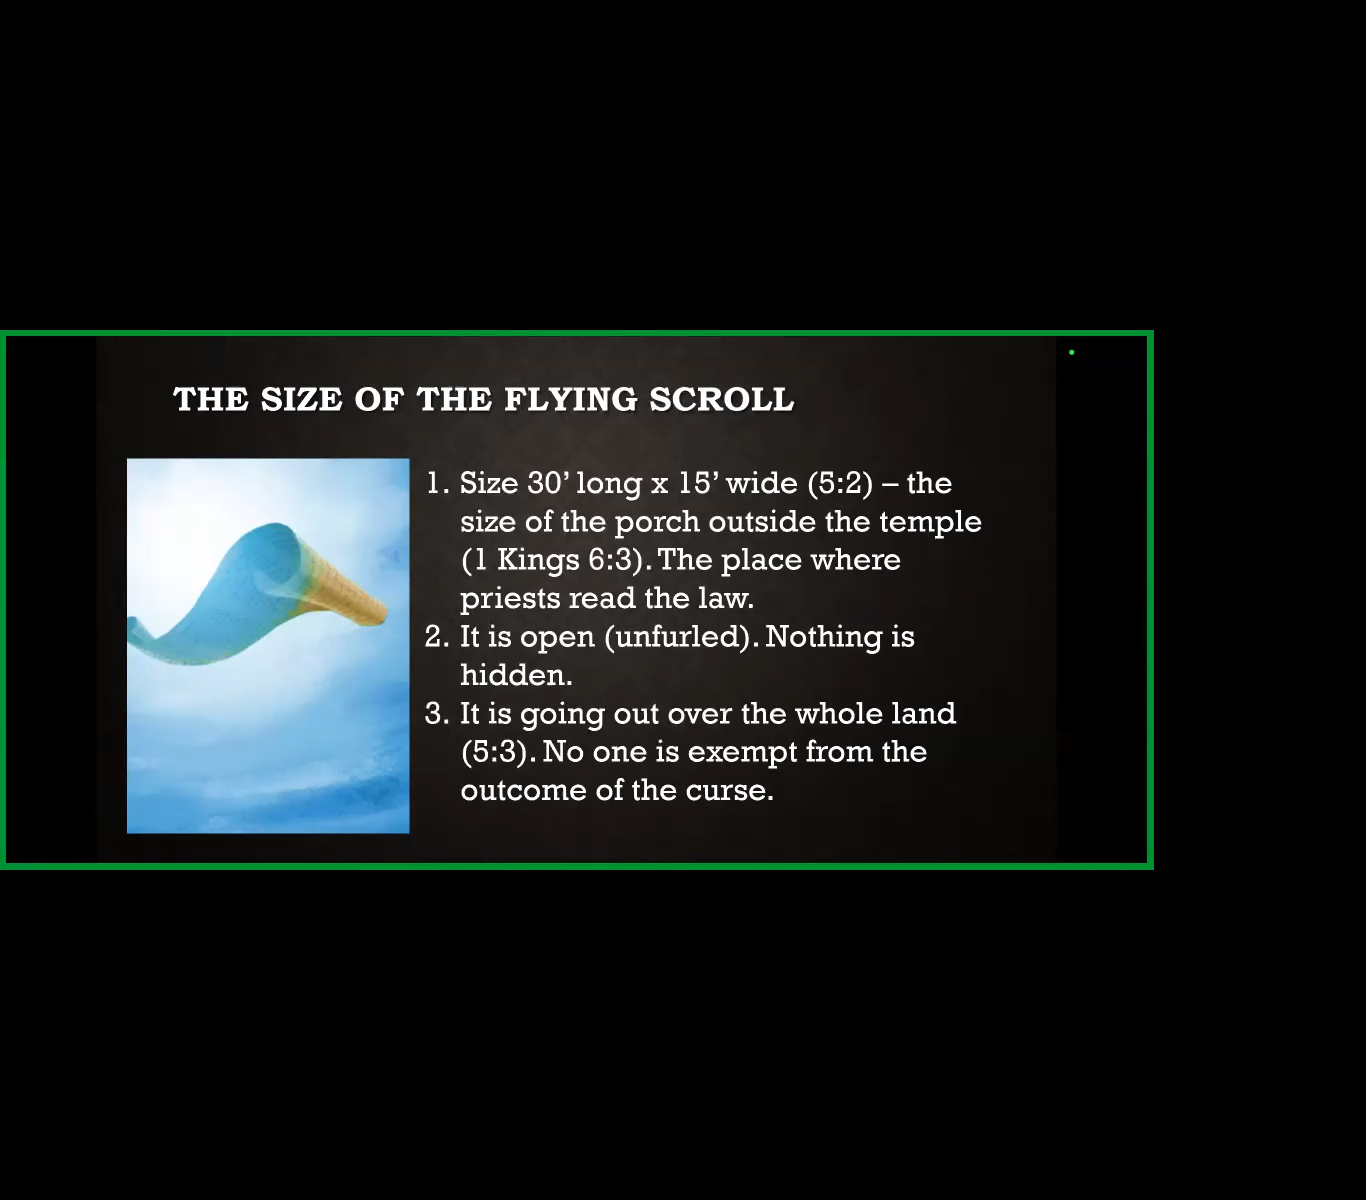 THE SIZE OF THE FLYING SCROLL
1. Size 30’ long x 15’ wide (5:2) – the
size of the porch outside the temple
(1 Kings 6:3). The place where
priests read the law.
2. It is open (unfurled). Nothing is
hidden.
3. It is going out over the whole land
(5:3). No one is exempt from the
outcome of the curse.